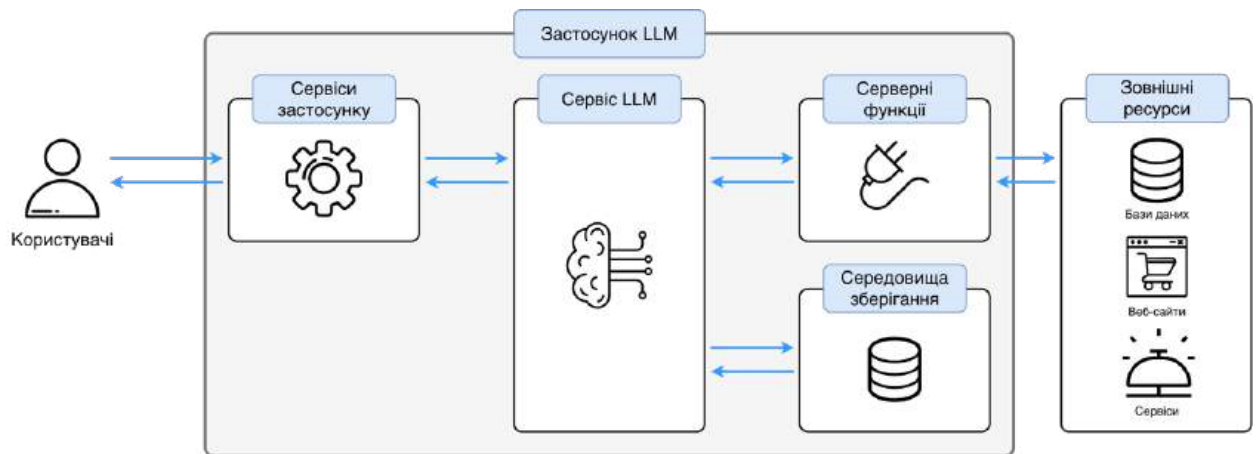 Застосунок LLM
Сервіси
застосунку
Сервіс LLM
Серверні
функції
Зовнішні
ресурси
Користувачі
Бази даних
Середовища
зберігання
Веб-сайти
Сервіси